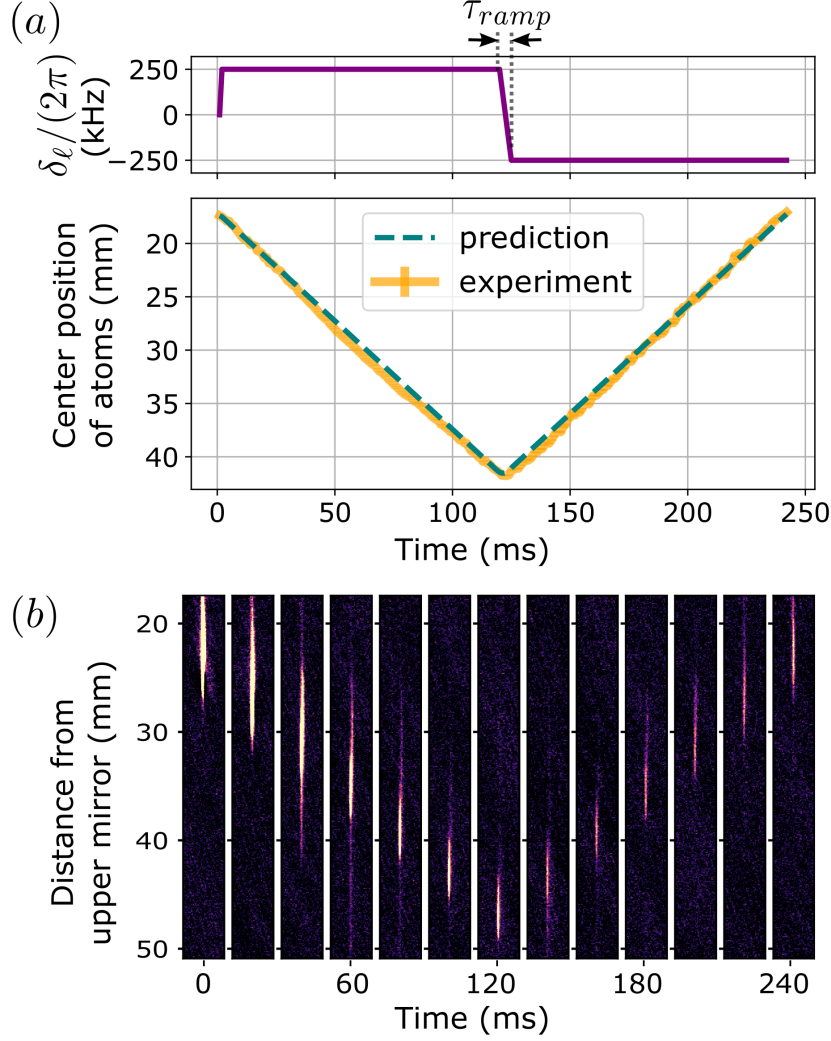 (a)
τramp
δℓ/(2π)
(kHz)
250
0
−250
Center position
of atoms (mm)
20
25
30
35
40
prediction
experiment
0 50 100 150 200 250
Time (ms)
(b)
Distance from
upper mirror (mm)
20
30
40
50
0 60 120 180 240
Time (ms)